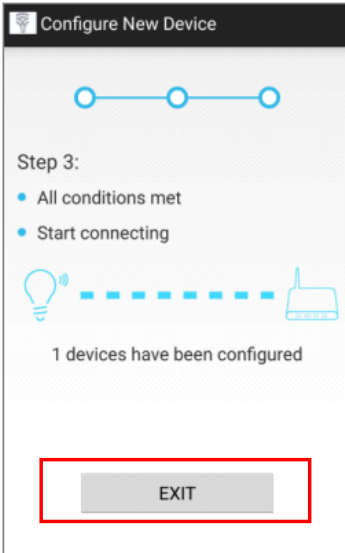 Configure New Device
Step 3:
All conditions met
Start connecting
1 devices have been configured
EXIT